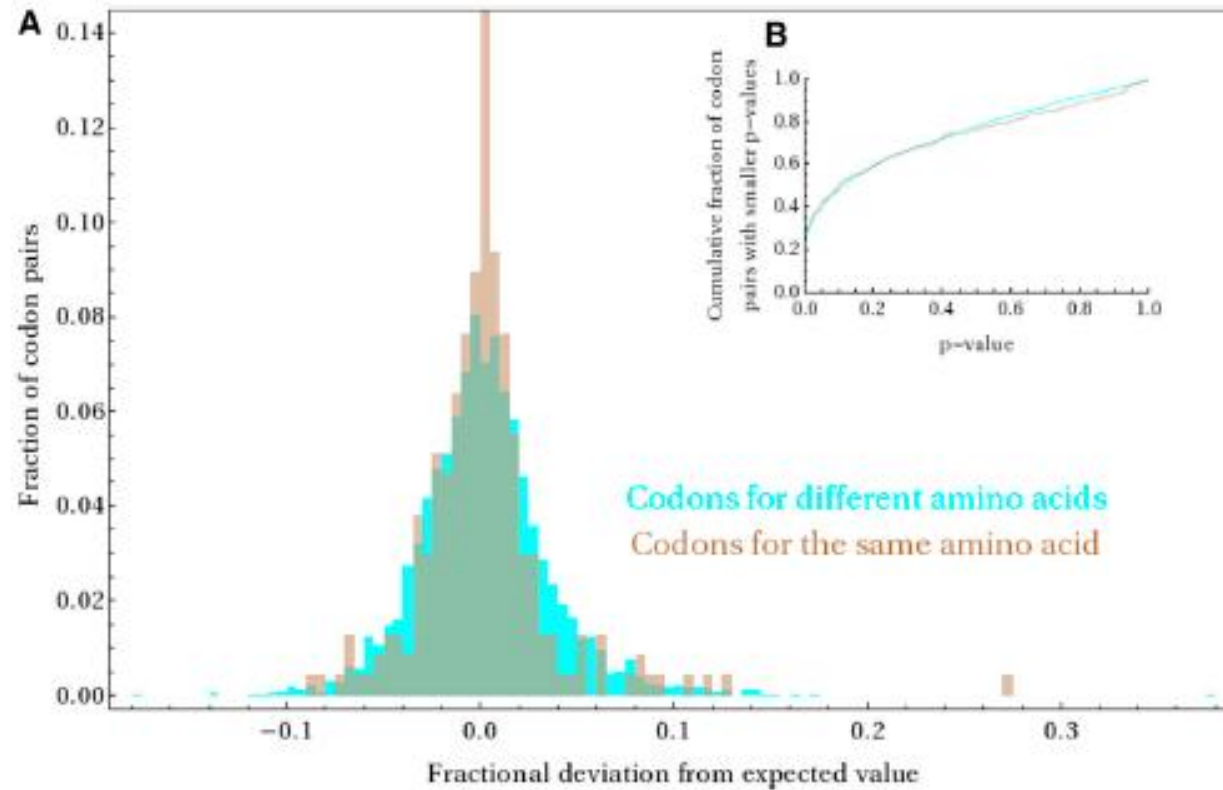 A
0.14
0.12
0.10
0.08
0.06
0.04
0.02
0.00
Fraction of codon pairs
−0.1 0.0 0.1 0.2 0.3
Fractional deviation from expected value
B
Cumulative fraction of codon
pairs with smaller p−values
1.0
0.8
0.6
0.4
0.2
0.0
0.0 0.2 0.4 0.6 0.8 1.0
p−value
Codons for different amino acids
Codons for the same amino acid